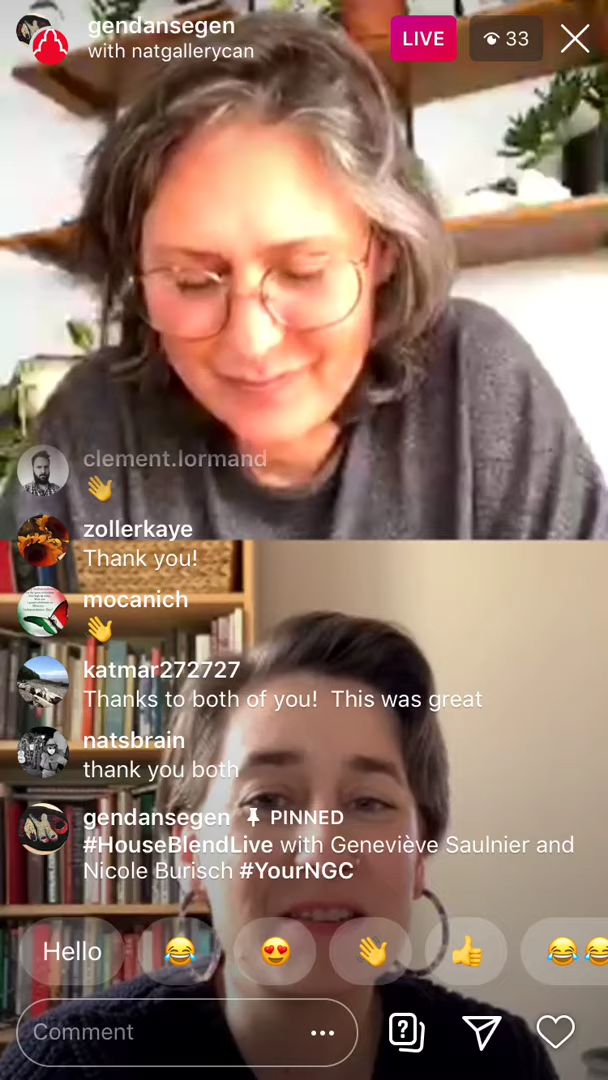 gendansegen
with natgallerycan
LIVE
33
clement.lormand
👋
zollerkaye
Thank you!
mocanich
👋
katmar272727
Thanks to both of you! This was great
natsbrain
thank you both
gendansegen PINNED
#HouseBlendLive with Geneviève Saulnier and
Nicole Burisch #YourNGC
Hello 😂 😍 👋 👍 😂😂
Comment